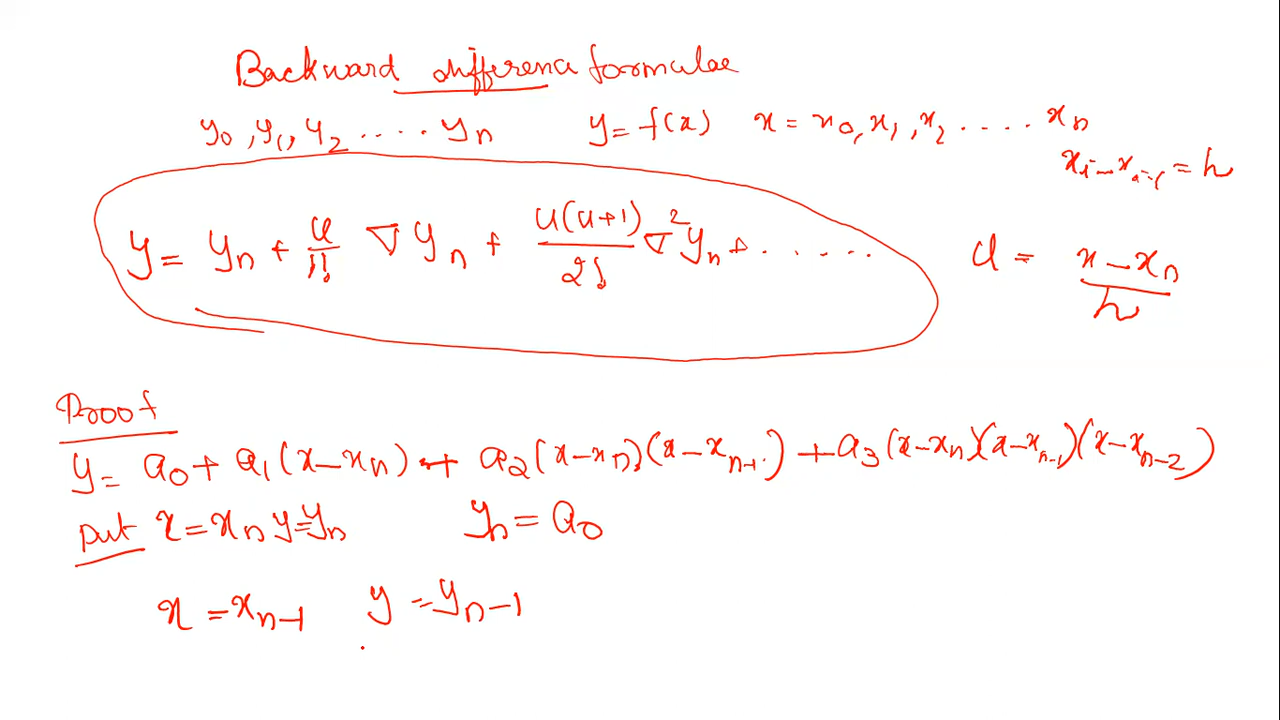 Backward difference formulae
y₀, y₁, y₂ ..... yₙ y = f(x) x = x₀, x₁, x₂ ..... xₙ
xᵢ - xᵢ₋₁ = h
y = yₙ + u/1! ∇yₙ + u(u+1)/2! ∇²yₙ + ...... u = (x - xₙ)/h
Proof
y = a₀ + a₁(x - xₙ) + a₂(x - xₙ)(x - xₙ₋₁) + a₃(x - xₙ)(x - xₙ₋₁)(x - xₙ₋₂)
Put x = xₙ y = yₙ yₙ = a₀
x = xₙ₋₁ y = yₙ₋₁